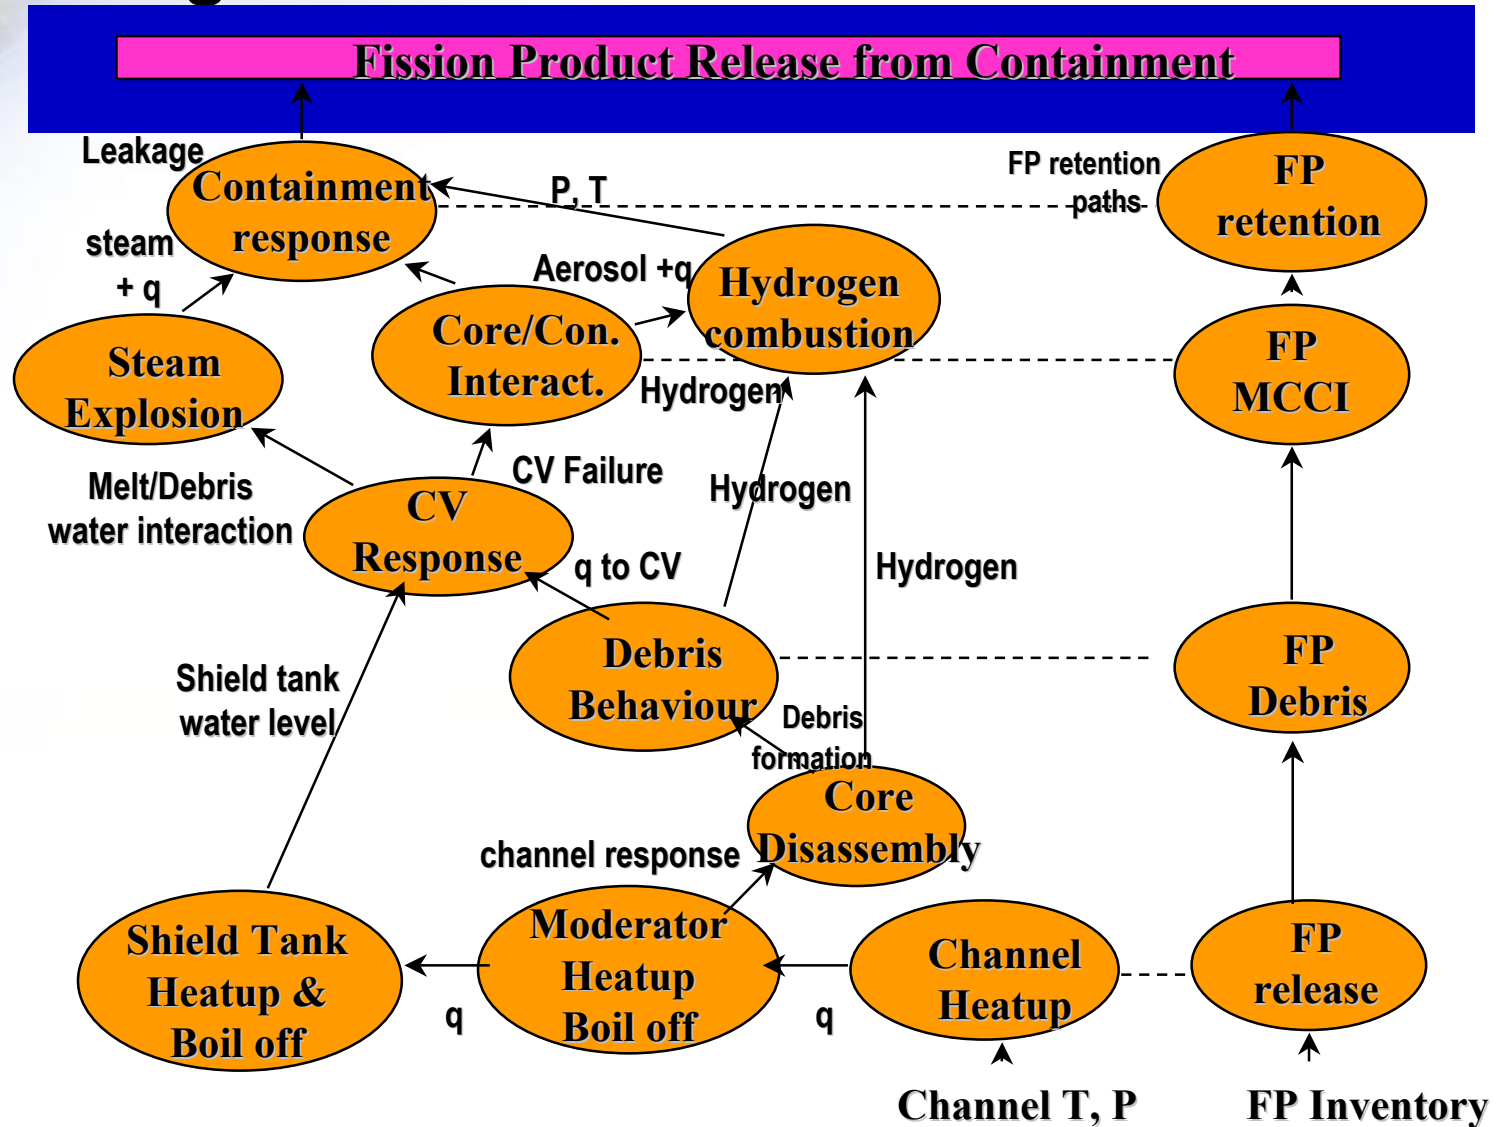 Fission Product Release from Containment
Leakage
Containment
response
P, T
FP retention
paths
FP
retention
steam
+ q
Aerosol +q
Hydrogen
combustion
Core/Con.
Interact.
Steam
Explosion
Hydrogen
FP
MCCI
CV Failure
Hydrogen
Melt/Debris
water interaction
CV
Response
q to CV
Hydrogen
Debris
Behaviour
FP
Debris
Shield tank
water level
Debris
formation
Core
Disassembly
channel response
Shield Tank
Heatup &
Boil off
Moderator
Heatup
Boil off
Channel
Heatup
FP
release
q
q
Channel T, P
FP Inventory